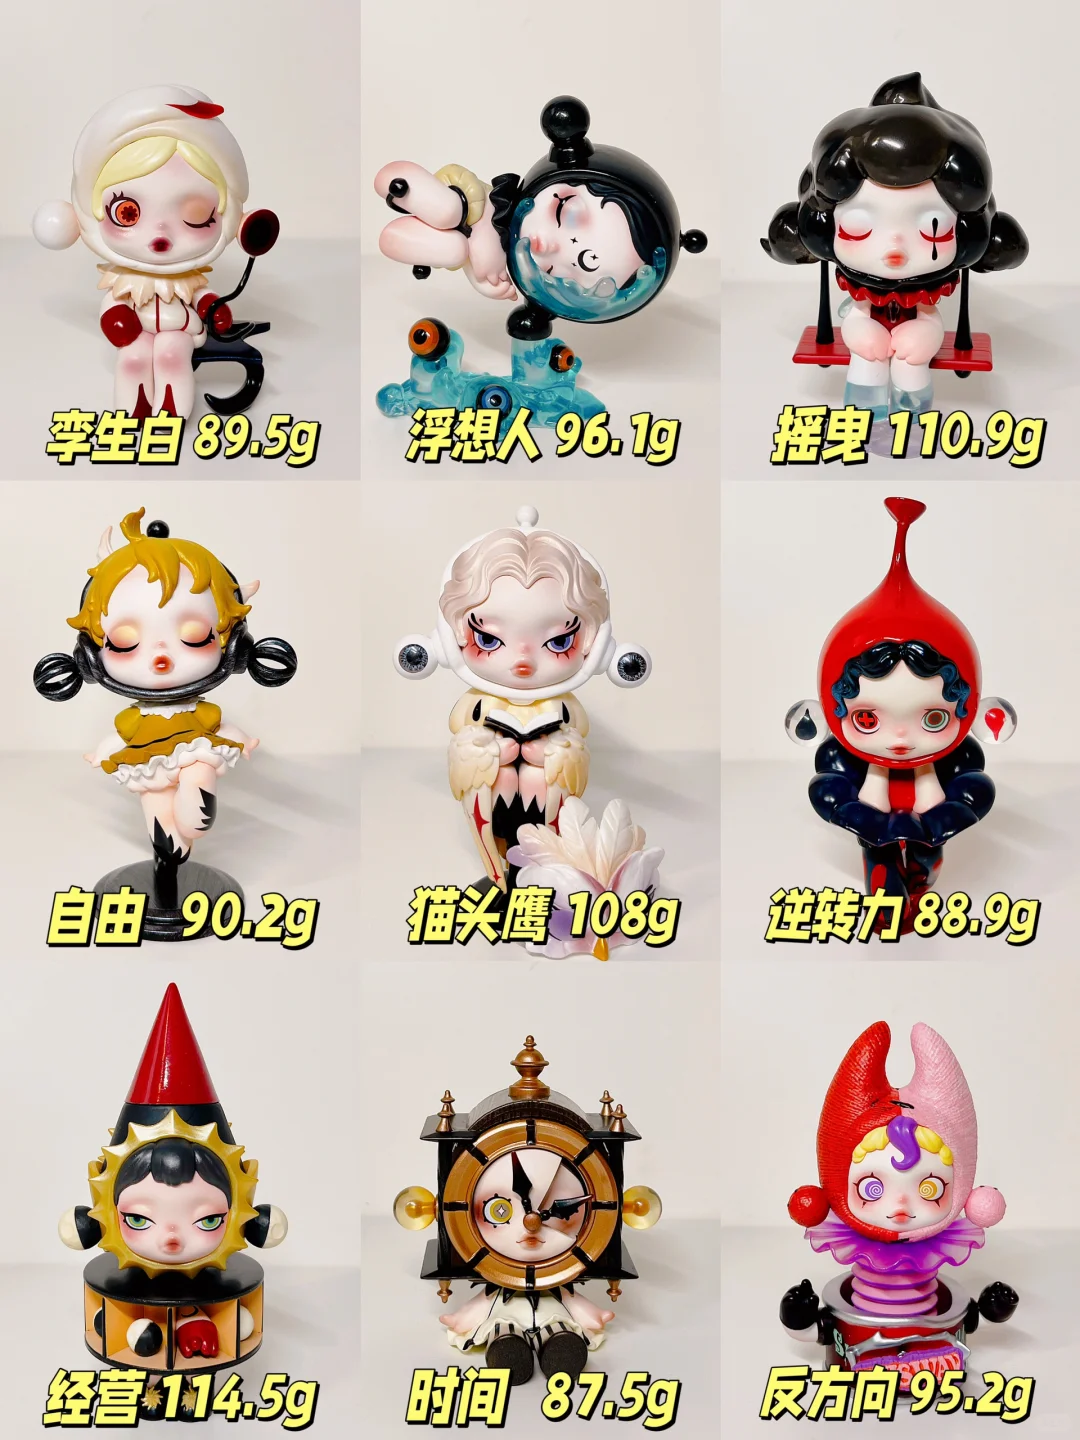 孪生白 89.5g
浮想人 96.1g
摇曳 110.9g
自由 90.2g
猫头鹰 108g
逆转力 88.9g
经营 114.5g
时间 87.5g
反方向 95.2g